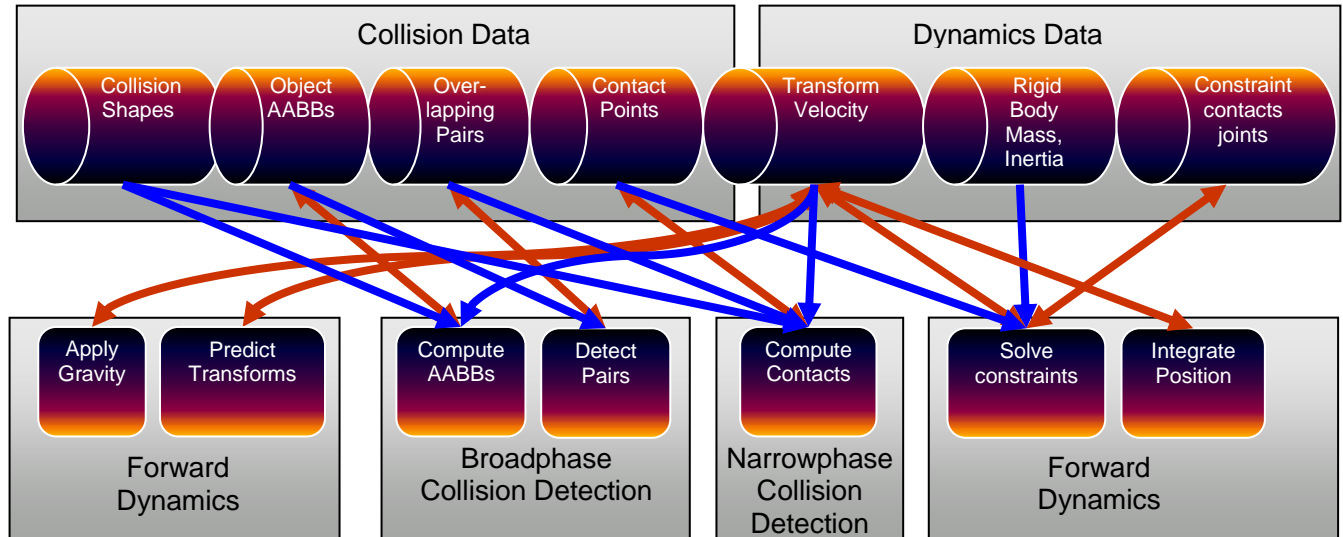 Collision Data
Dynamics Data
Collision
Shapes
Object
AABBs
Over-
lapping
Pairs
Contact
Points
Transform
Velocity
Rigid
Body
Mass,
Inertia
Constraint
contacts
joints
Apply
Gravity
Predict
Transforms
Compute
AABBs
Detect
Pairs
Compute
Contacts
Solve
constraints
Integrate
Position
Forward
Dynamics
Broadphase
Collision Detection
Narrowphase
Collision
Detection
Forward
Dynamics